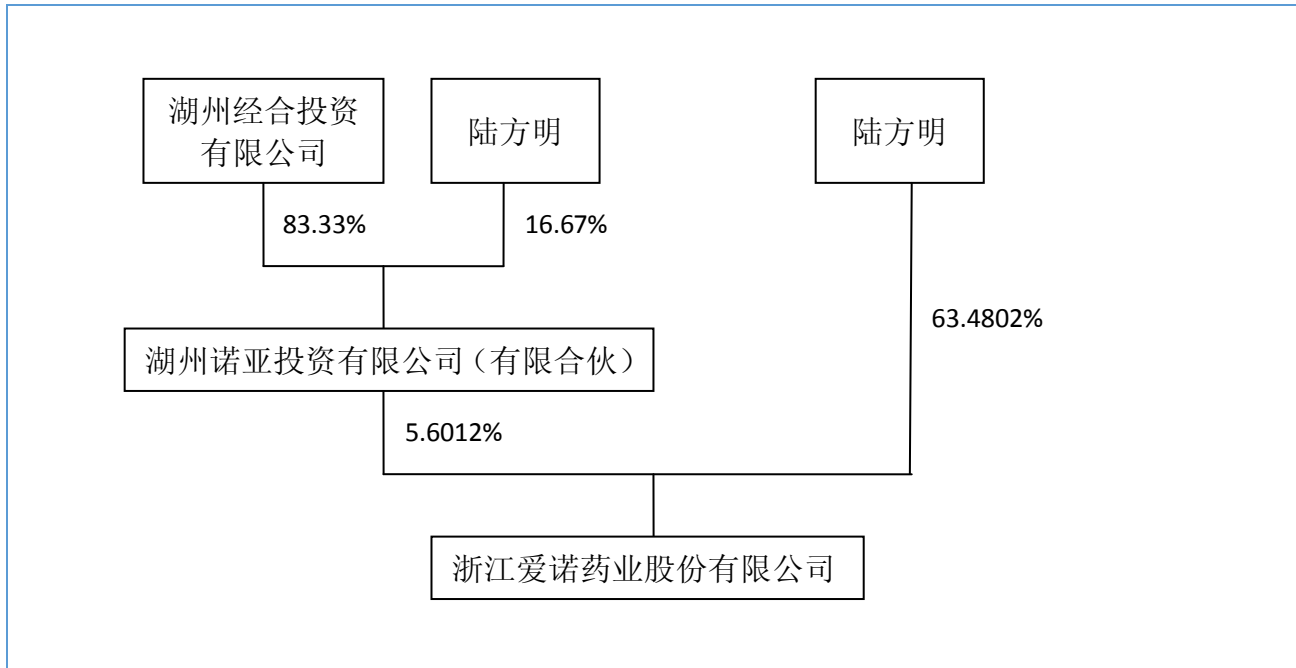 湖州经合投资
有限公司
陆方明
陆方明
83.33%
16.67%
63.4802%
湖州诺亚投资有限公司（有限合伙）
5.6012%
浙江爱诺药业股份有限公司